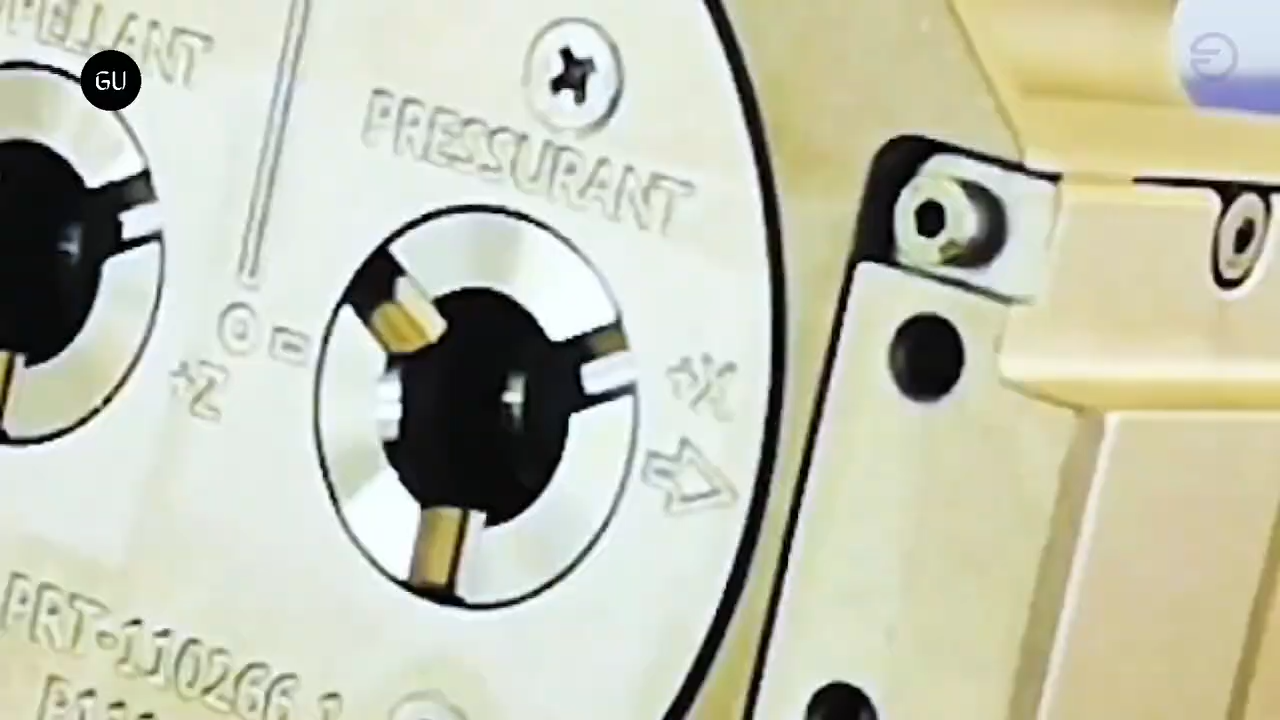 GU
PELLANT
PRESSURANT
+X
+Z
PRT-110266